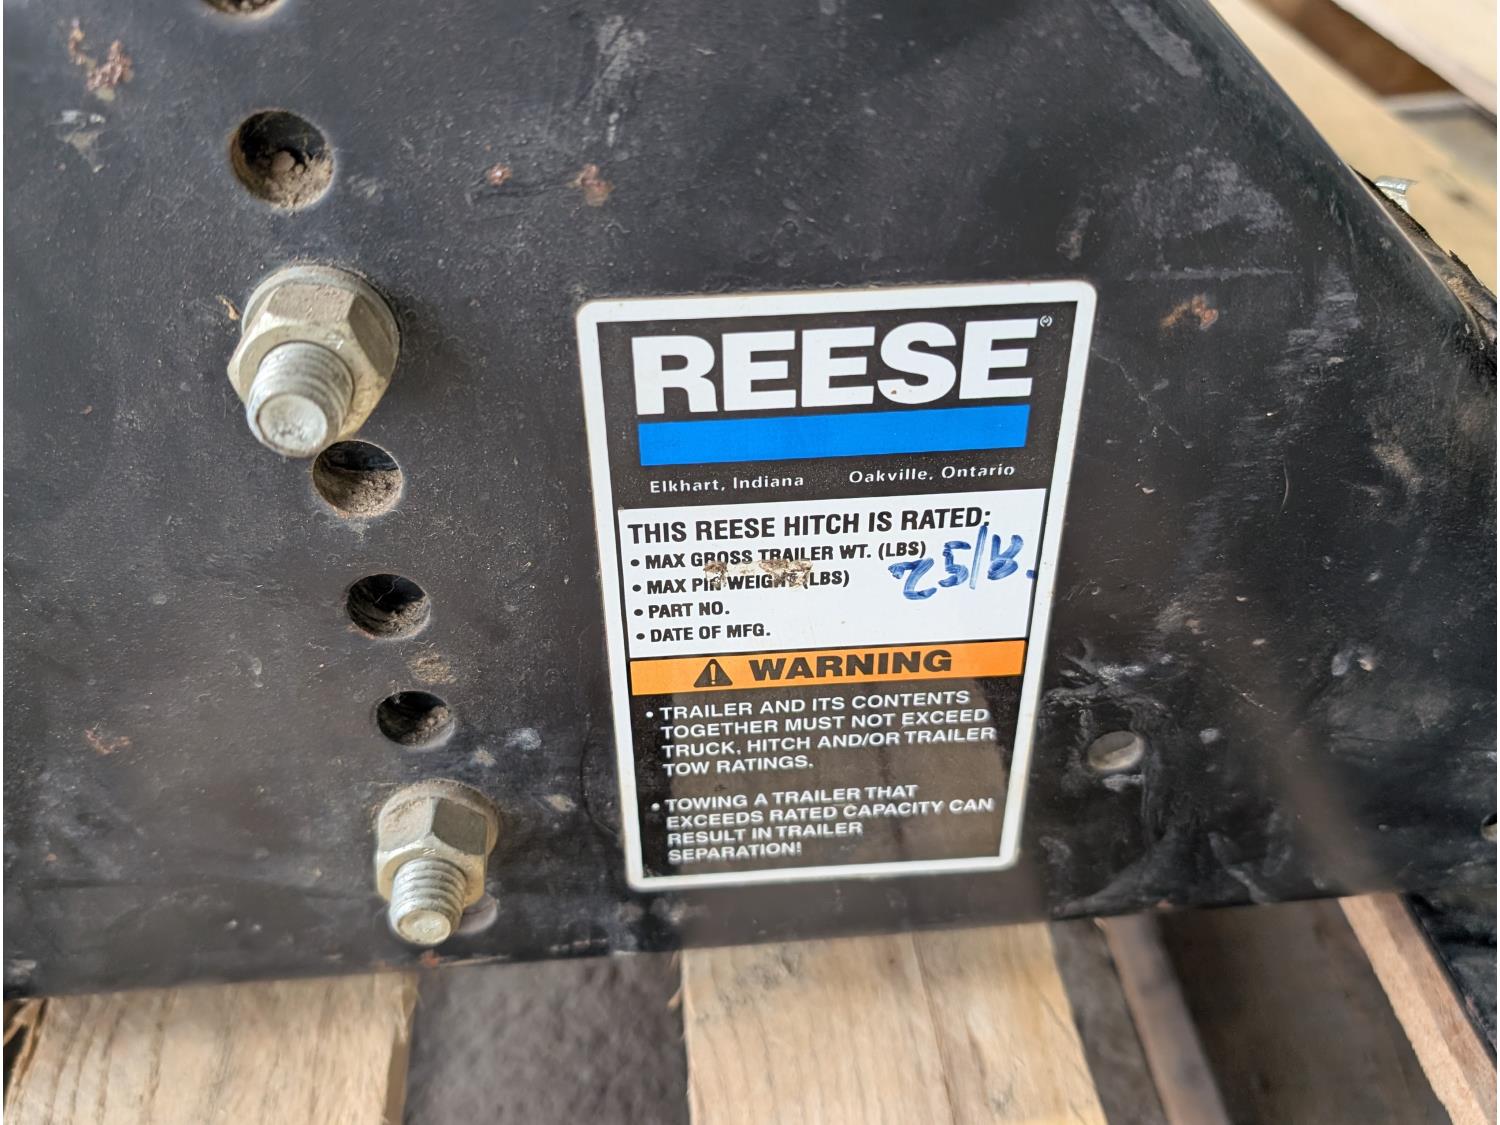 REESE
Elkhart, Indiana Oakville, Ontario
THIS REESE HITCH IS RATED:
• MAX GROSS TRAILER WT. (LBS)
• MAX PIN WEIGHT (LBS)
• PART NO.
• DATE OF MFG.
⚠ WARNING
• TRAILER AND ITS CONTENTS
TOGETHER MUST NOT EXCEED
TRUCK, HITCH AND/OR TRAILER
TOW RATINGS.
• TOWING A TRAILER THAT
EXCEEDS RATED CAPACITY CAN
RESULT IN TRAILER
SEPARATION!